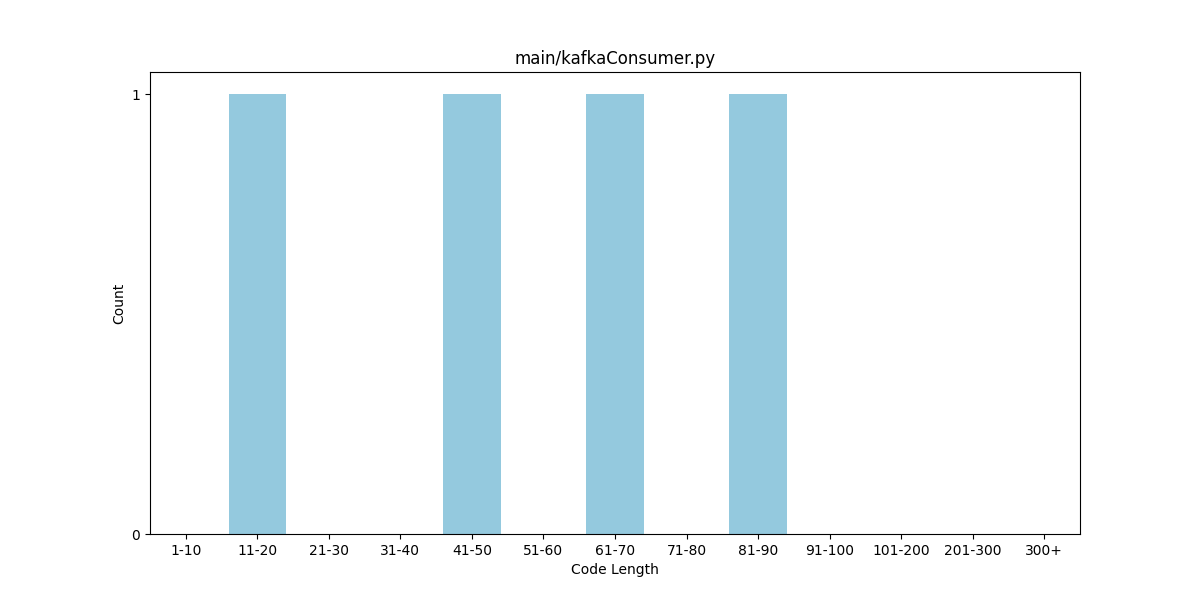 main/kafkaConsumer.py
1
0
Count
1-10 11-20 21-30 31-40 41-50 51-60 61-70 71-80 81-90 91-100 101-200 201-300 300+
Code Length